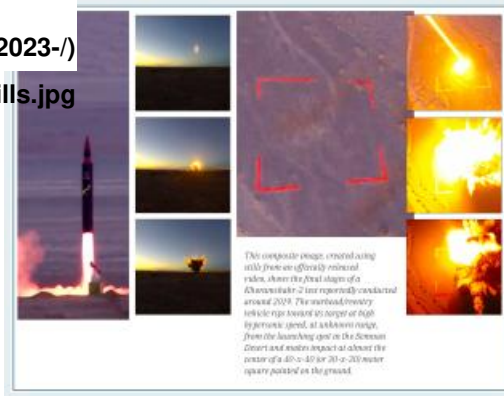 2023-/)
ills.jpg
This composite image, created using
stills from an officially released
video, shows the final stages of a
Khorramshahr-2 test reportedly conducted
around 2019. The warhead/reentry
vehicle rips toward its target at high
hypersonic speed, at unknown range,
from the launching spot in the Semnan
Desert and makes impact at almost the
center of a 40-x-40 (or 30-x-30) meter
square painted on the ground.